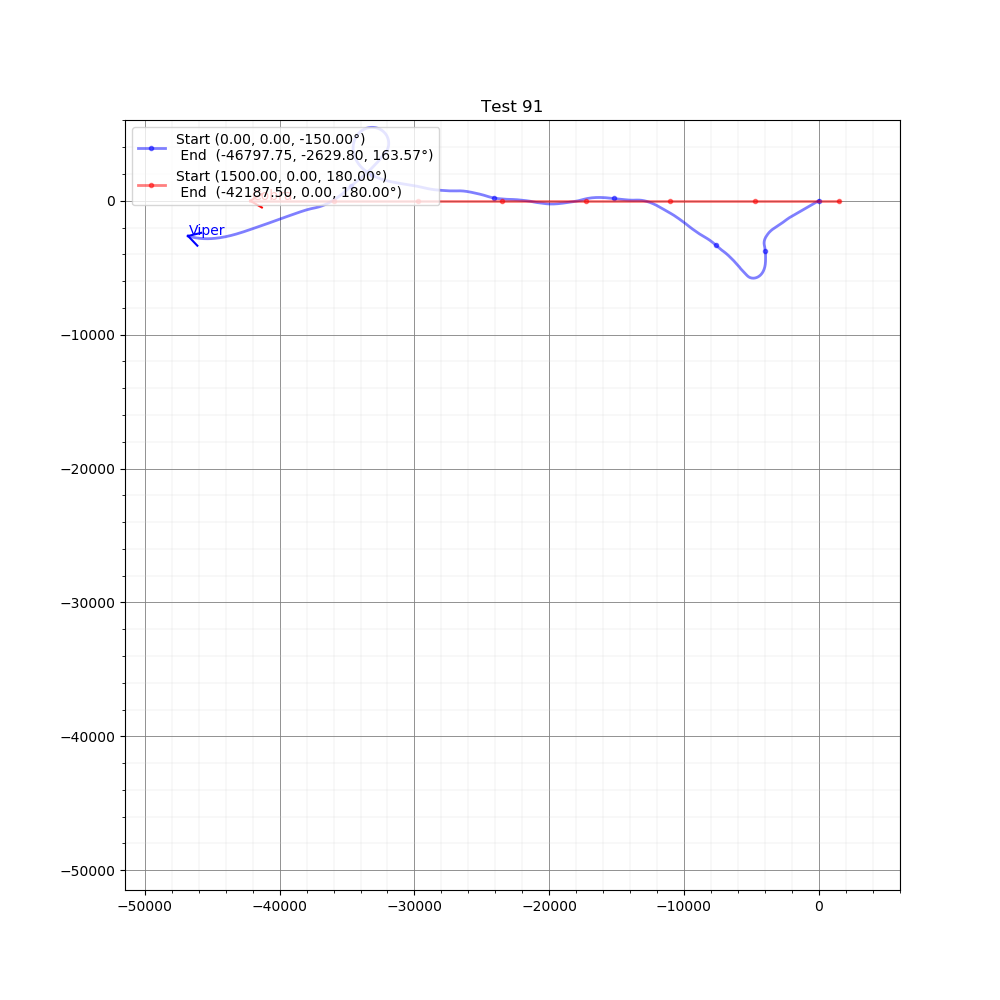 Test 91
Start (0.00, 0.00, -150.00°)
End (-46797.75, -2629.80, 163.57°)
Start (1500.00, 0.00, 180.00°)
End (-42187.50, 0.00, 180.00°)
Viper
0
−10000
−20000
−30000
−40000
−50000
−50000 −40000 −30000 −20000 −10000 0